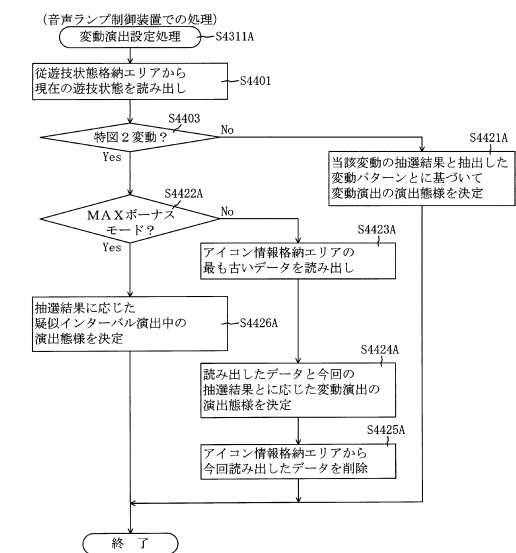 （音声ランプ制御装置での処理）
変動演出設定処理
S4311A
従遊技状態格納エリアから
現在の遊技状態を読み出し
S4401
S4403
特図２変動？
No
Yes
S4421A
当該変動の抽選結果と抽出した
変動パターンとに基づいて
変動演出の演出態様を決定
S4422A
ＭＡＸボーナス
モード？
No
Yes
S4423A
アイコン情報格納エリアの
最も古いデータを読み出し
抽選結果に応じた
疑似インターバル演出中の
演出態様を決定
S4426A
S4424A
読み出したデータと今回の
抽選結果とに応じた変動演出の
演出態様を決定
S4425A
アイコン情報格納エリアから
今回読み出したデータを削除
終　了